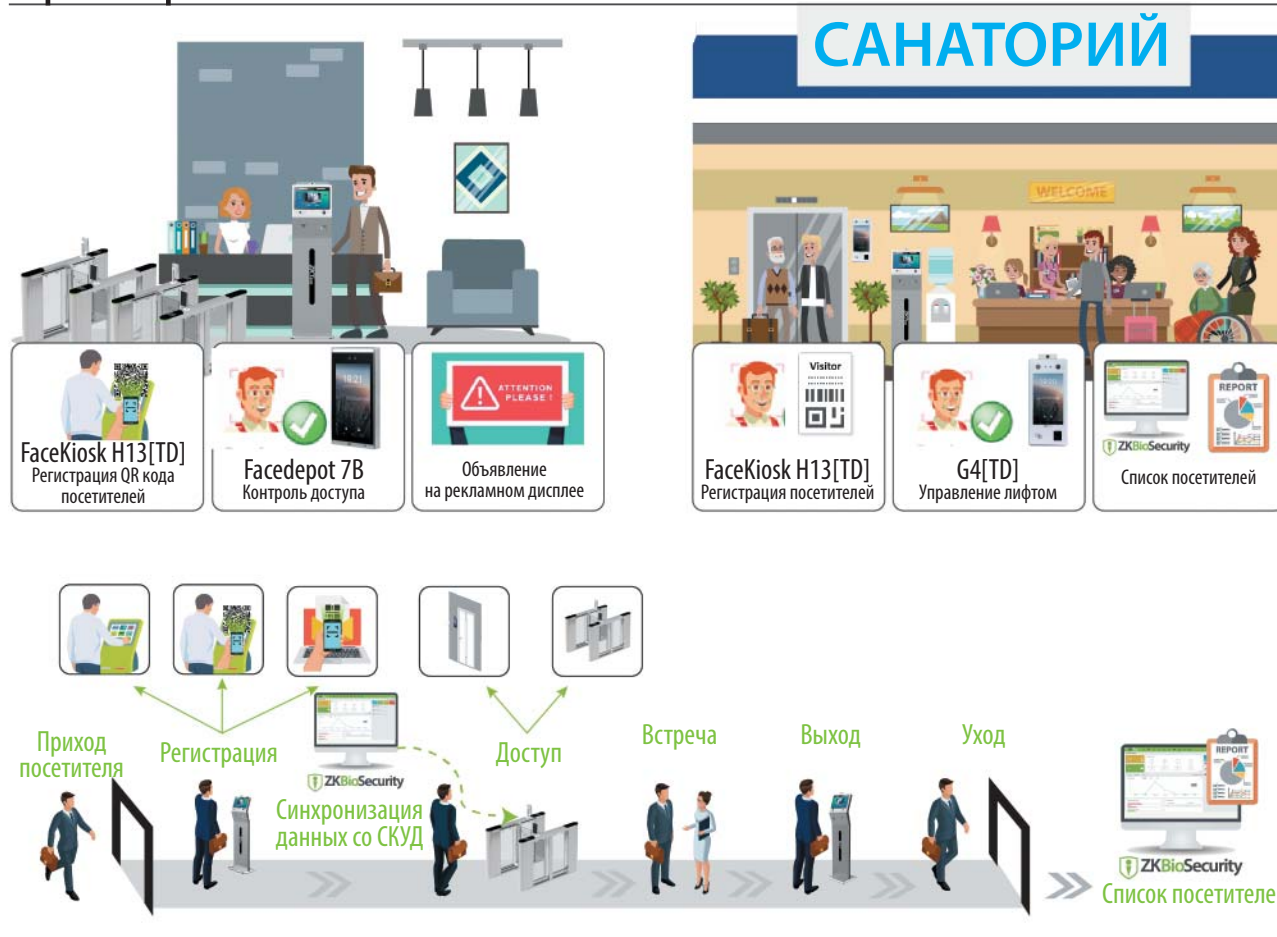 САНАТОРИЙ
WELCOME
18:21
ATTENTION
PLEASE !
FaceKiosk H13[TD]
Регистрация QR кода
посетителей
Facedepot 7B
Контроль доступа
Объявление
на рекламном дисплее
Visitor
REPORT
ZKBioSecurity
FaceKiosk H13[TD]
Регистрация посетителей
G4[TD]
Управление лифтом
Список посетителей
Приход
посетителя
Регистрация
ZKBioSecurity
Синхронизация
данных со СКУД
Доступ
Встреча
Выход
Уход
REPORT
ZKBioSecurity
Список посетителе